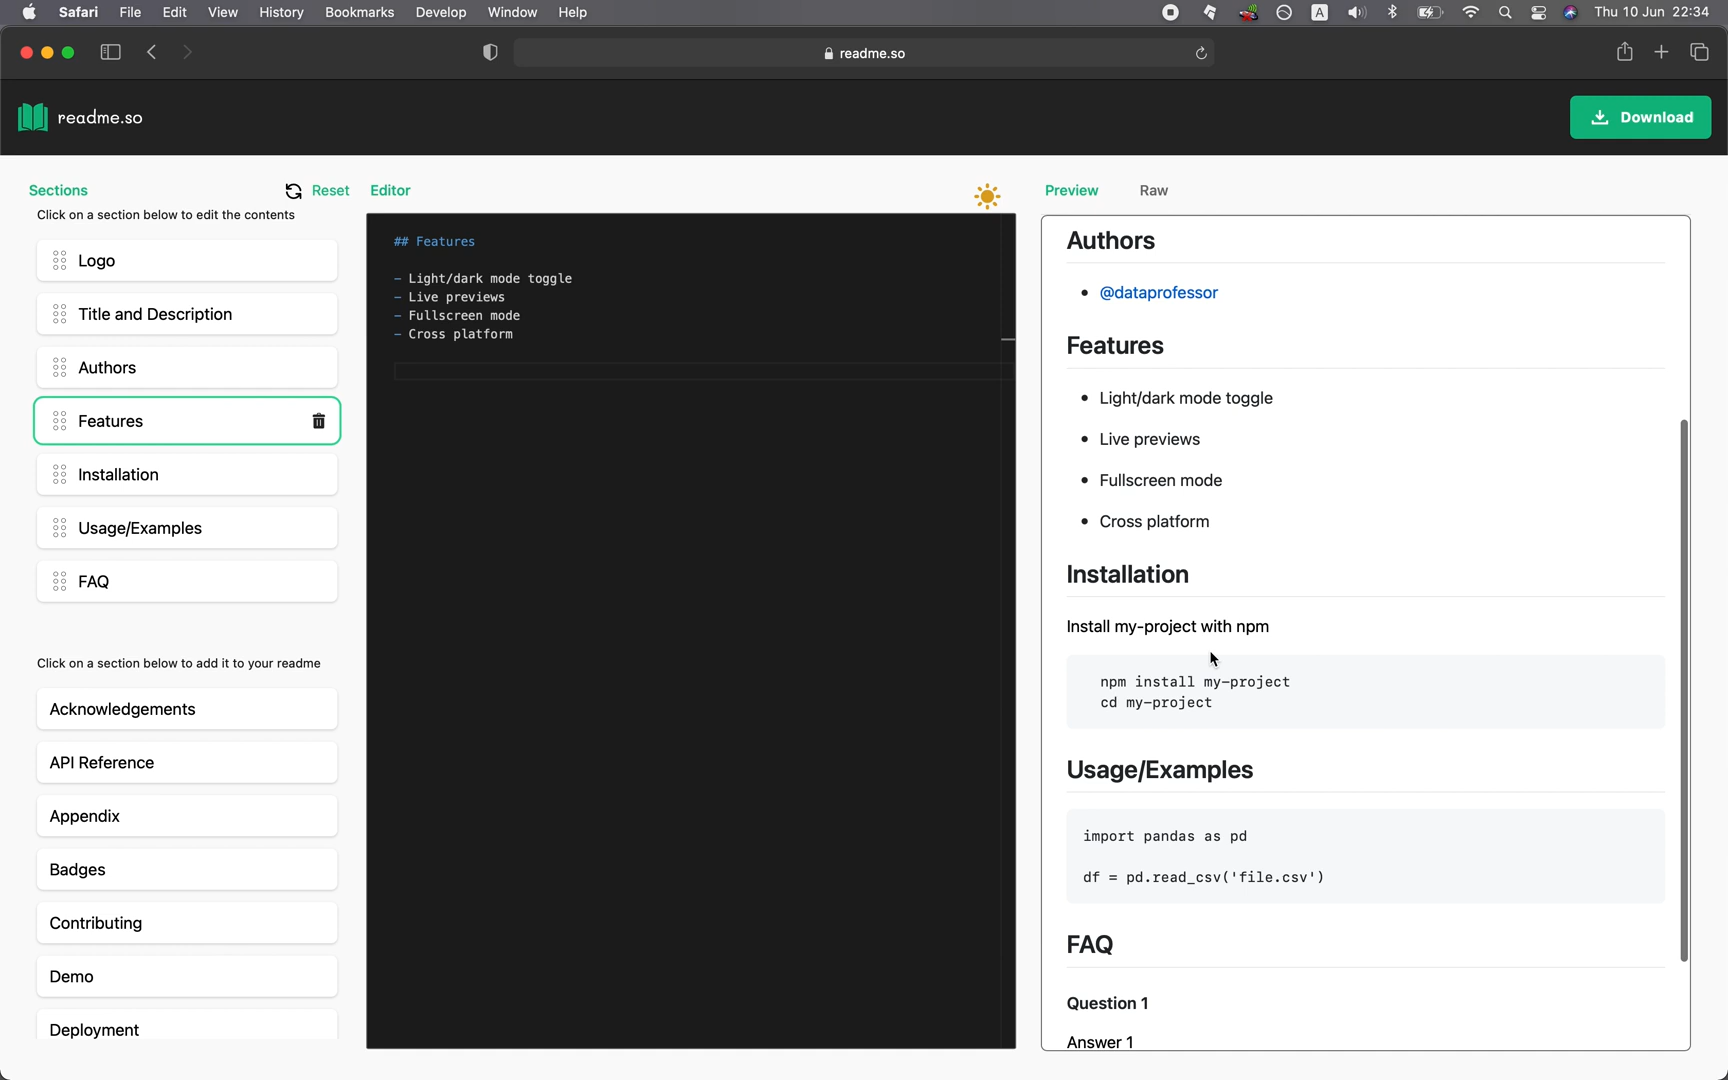 Safari File Edit View History Bookmarks Develop Window Help A Thu 10 Jun 22:34
readme.so
readme.so
Download
Sections Reset Editor Preview Raw
Click on a section below to edit the contents
Logo
Title and Description
Authors
Features
Installation
Usage/Examples
FAQ
Click on a section below to add it to your readme
Acknowledgements
API Reference
Appendix
Badges
Contributing
Demo
Deployment
## Features
- Light/dark mode toggle
- Live previews
- Fullscreen mode
- Cross platform
Authors
• @dataprofessor
Features
• Light/dark mode toggle
• Live previews
• Fullscreen mode
• Cross platform
Installation
Install my-project with npm
npm install my-project
cd my-project
Usage/Examples
import pandas as pd
df = pd.read_csv('file.csv')
FAQ
Question 1
Answer 1